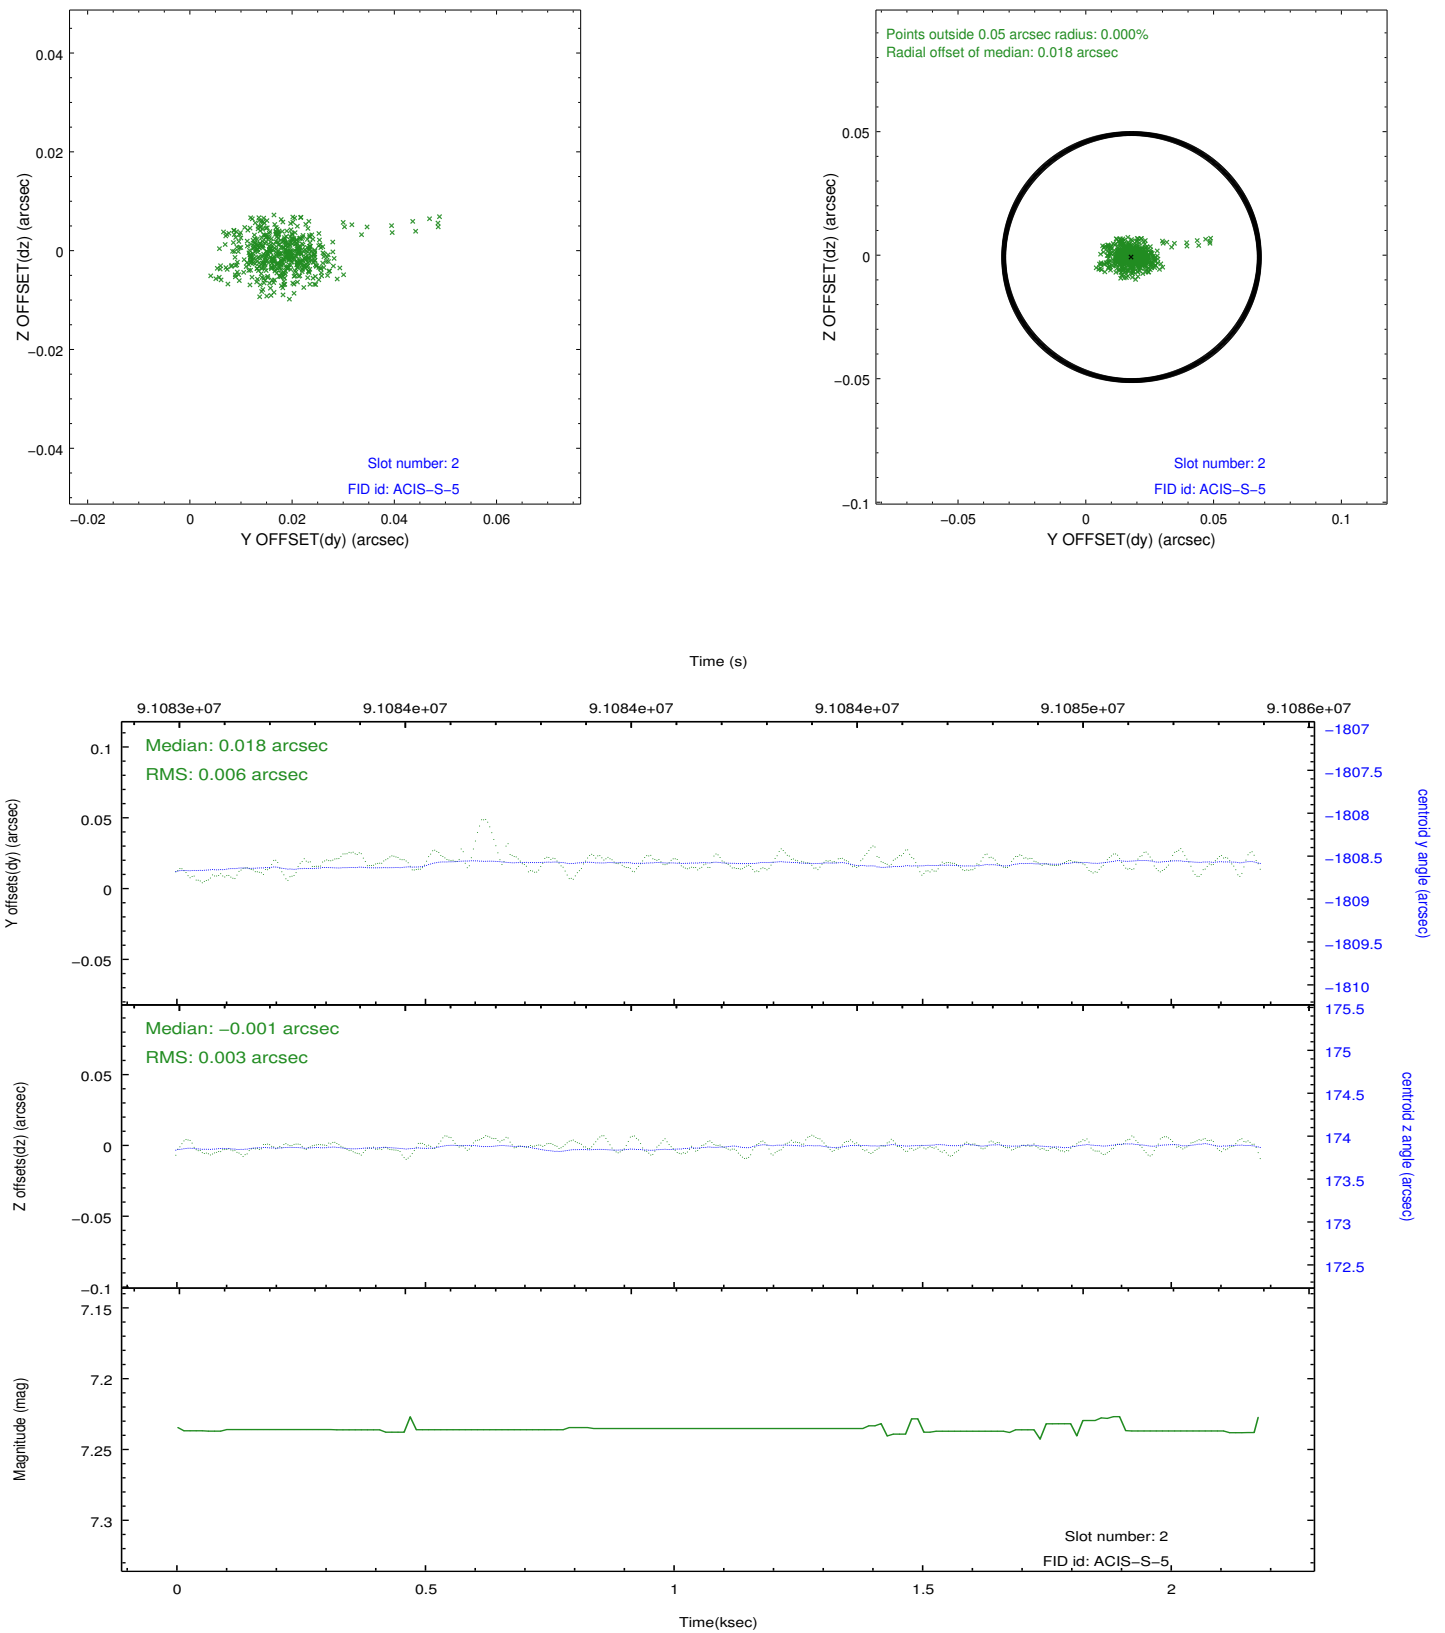 0.04
0.02
0
−0.02
−0.04
Z OFFSET(dz) (arcsec)
Slot number: 2
FID id: ACIS−S−5
−0.02
0
0.02
0.04
0.06
Y OFFSET(dy) (arcsec)
Points outside 0.05 arcsec radius: 0.000%
Radial offset of median: 0.018 arcsec
0.05
0
−0.05
−0.1
Z OFFSET(dz) (arcsec)
Slot number: 2
FID id: ACIS−S−5
−0.05
0
0.05
0.1
Y OFFSET(dy) (arcsec)
Time (s)
9.1083e+07
9.1084e+07
9.1084e+07
9.1084e+07
9.1085e+07
9.1086e+07
Median: 0.018 arcsec
RMS: 0.006 arcsec
0.1
0.05
0
−0.05
Y offsets(dy) (arcsec)
−1807
−1807.5
−1808
−1808.5
−1809
−1809.5
−1810
centroid y angle (arcsec)
Median: −0.001 arcsec
RMS: 0.003 arcsec
0.05
0
−0.05
−0.1
Z offsets(dz) (arcsec)
175.5
175
174.5
174
173.5
173
172.5
centroid z angle (arcsec)
7.15
7.2
7.25
7.3
Magnitude (mag)
Slot number: 2
FID id: ACIS−S−5
0
0.5
1
1.5
2
Time(ksec)